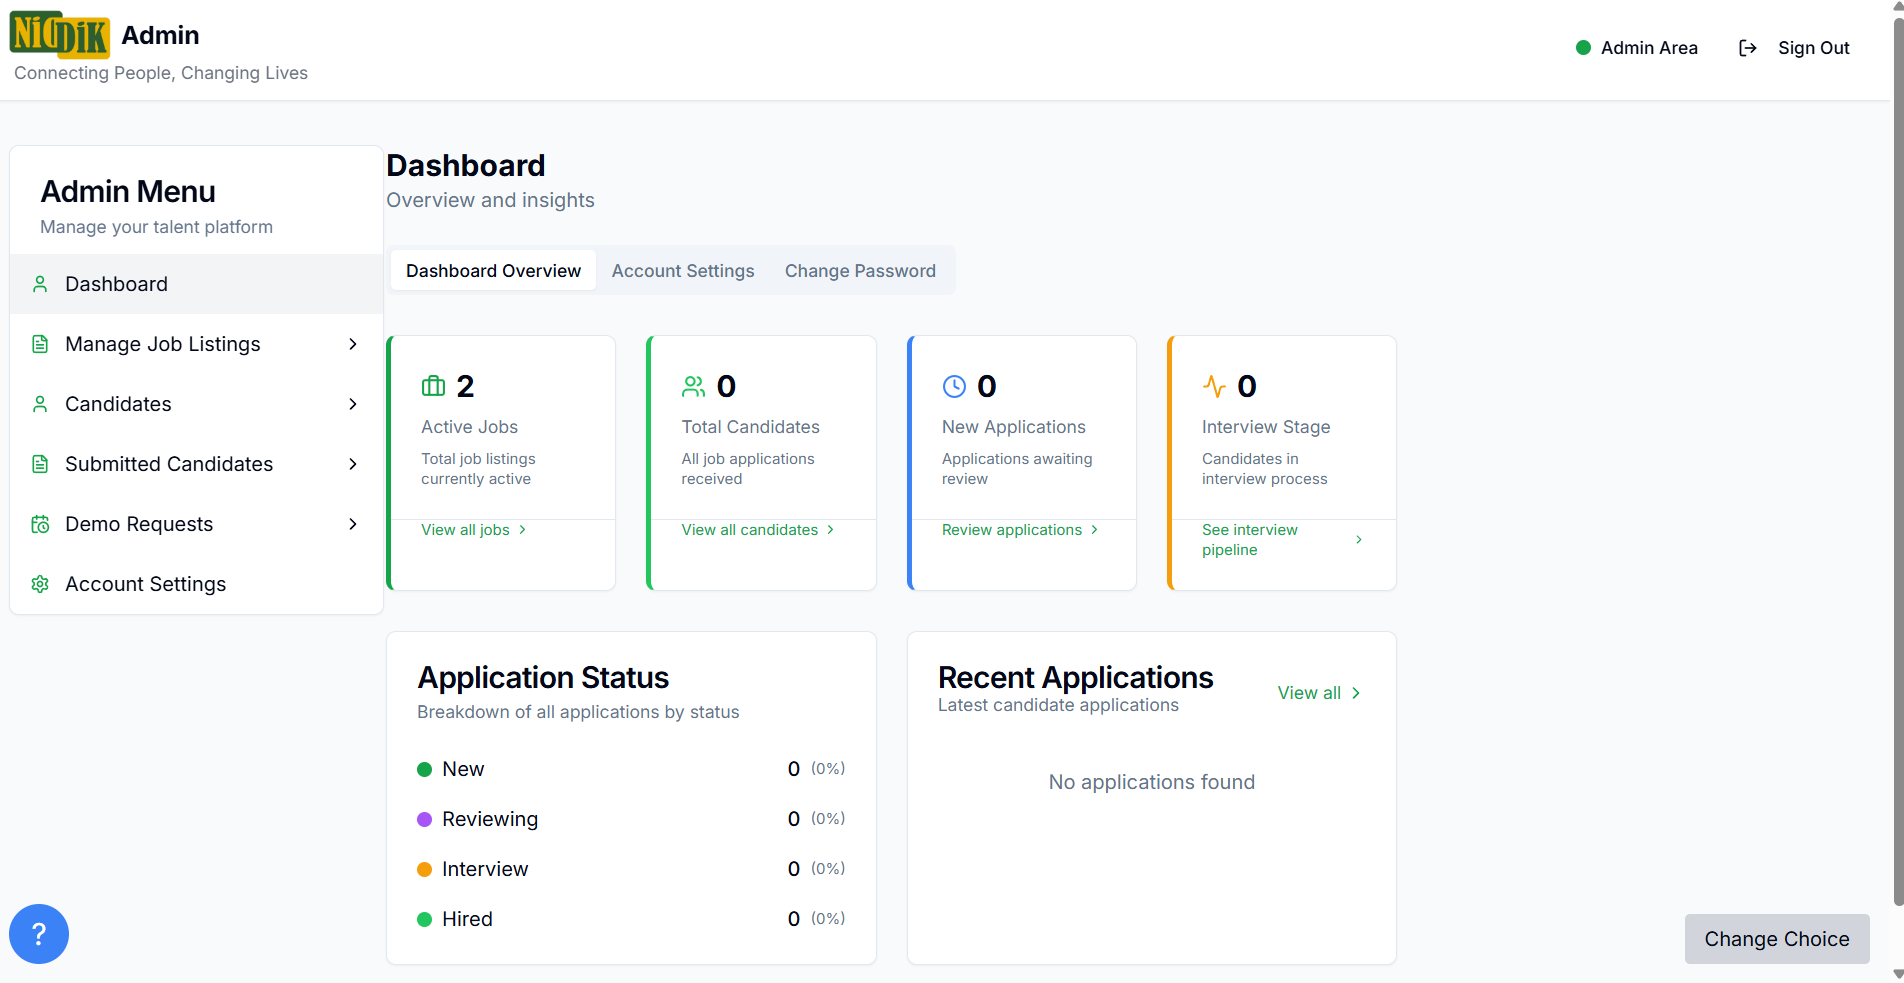 NiGDiK Admin
Connecting People, Changing Lives
Admin Area
Sign Out
Admin Menu
Manage your talent platform
Dashboard
Manage Job Listings
Candidates
Submitted Candidates
Demo Requests
Account Settings
Dashboard
Overview and insights
Dashboard Overview
Account Settings
Change Password
2
Active Jobs
Total job listings
currently active
View all jobs
0
Total Candidates
All job applications
received
View all candidates
0
New Applications
Applications awaiting
review
Review applications
0
Interview Stage
Candidates in
interview process
See interview
pipeline
Application Status
Breakdown of all applications by status
New 0 (0%)
Reviewing 0 (0%)
Interview 0 (0%)
Hired 0 (0%)
Recent Applications
Latest candidate applications
View all
No applications found
?
Change Choice